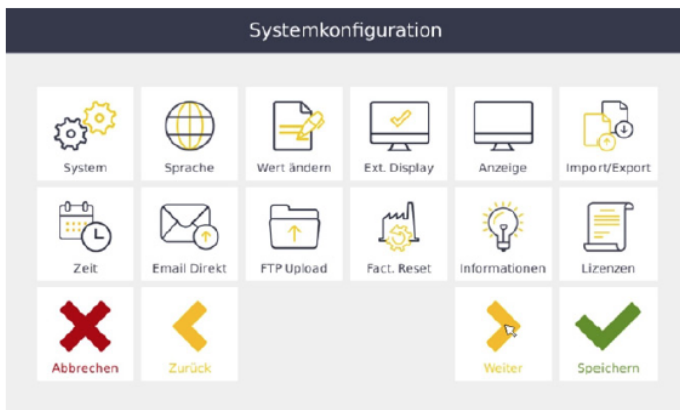 Systemkonfiguration
System
Sprache
Wert ändern
Ext. Display
Anzeige
Import/Export
Zeit
Email Direkt
FTP Upload
Fact. Reset
Informationen
Lizenzen
Abbrechen
Zurück
Weiter
Speichern